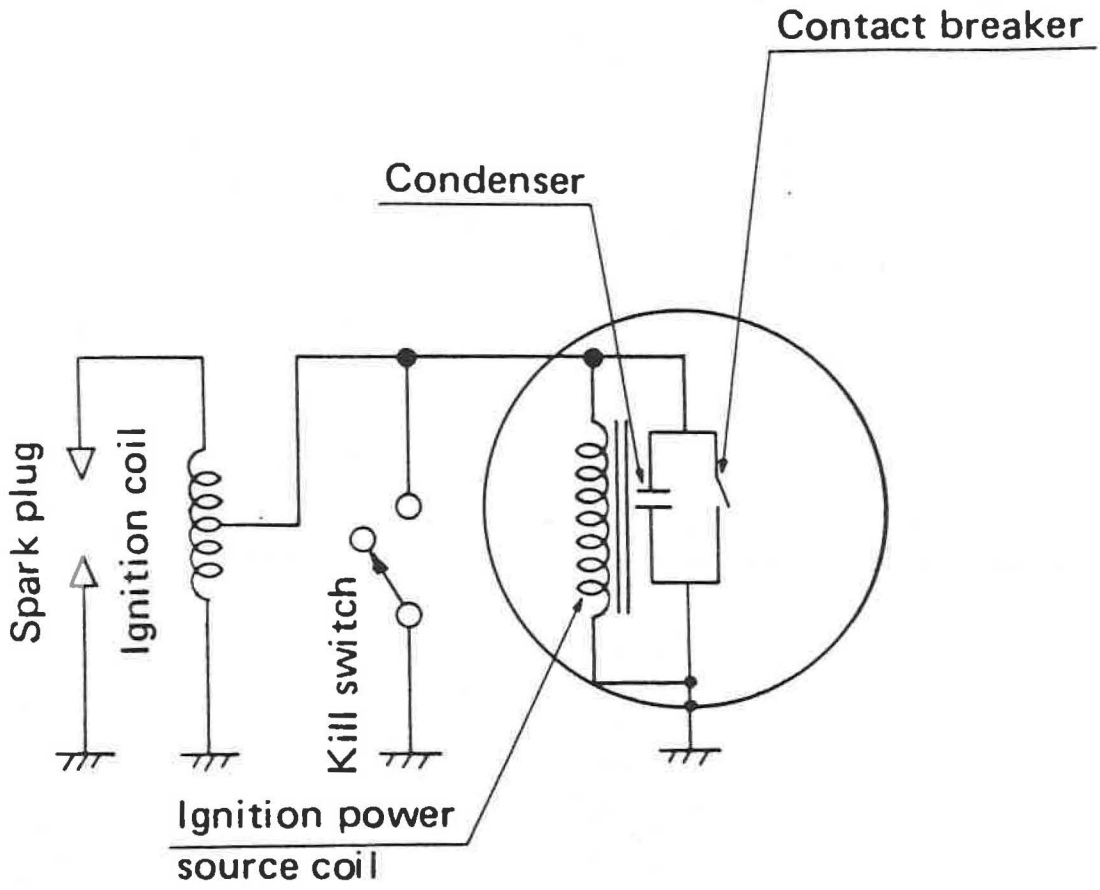 Contact breaker
Condenser
Spark plug
Ignition coil
Kill switch
Ignition power
source coil